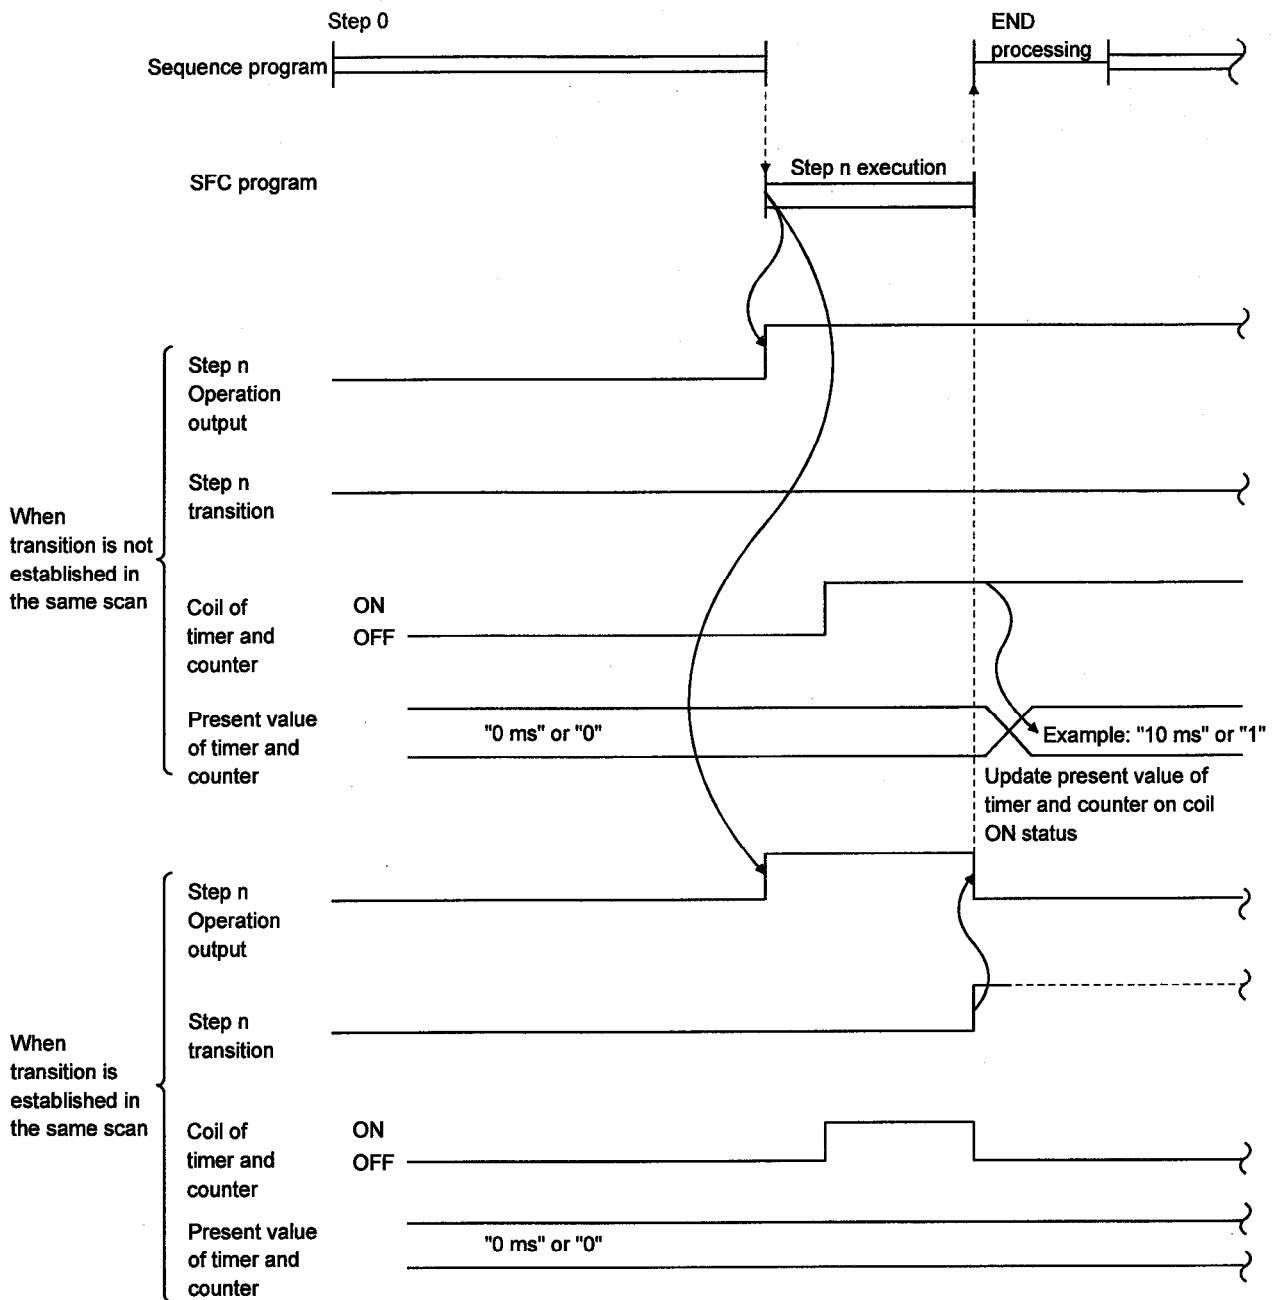 Step 0
END
processing
Sequence program
Step n execution
SFC program
When
transition is not
established in
the same scan
Step n
Operation
output
Step n
transition
Coil of
timer and
counter
ON
OFF
Present value
of timer and
counter
"0 ms" or "0"
Example: "10 ms" or "1"
Update present value of
timer and counter on coil
ON status
When
transition is
established in
the same scan
Step n
Operation
output
Step n
transition
Coil of
timer and
counter
ON
OFF
Present value
of timer and
counter
"0 ms" or "0"